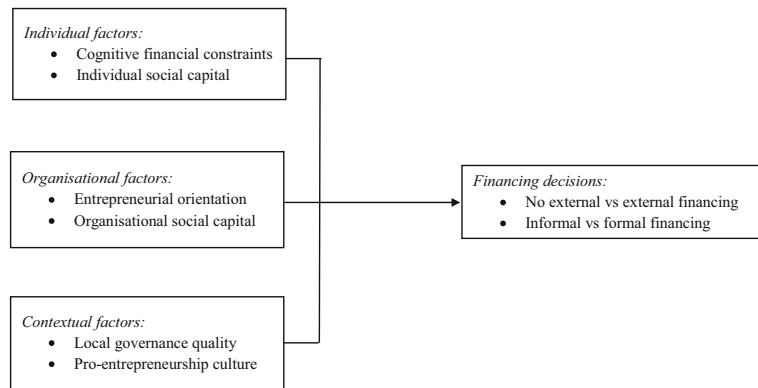 Individual factors:
• Cognitive financial constraints
• Individual social capital
Organisational factors:
• Entrepreneurial orientation
• Organisational social capital
Financing decisions:
• No external vs external financing
• Informal vs formal financing
Contextual factors:
• Local governance quality
• Pro-entrepreneurship culture